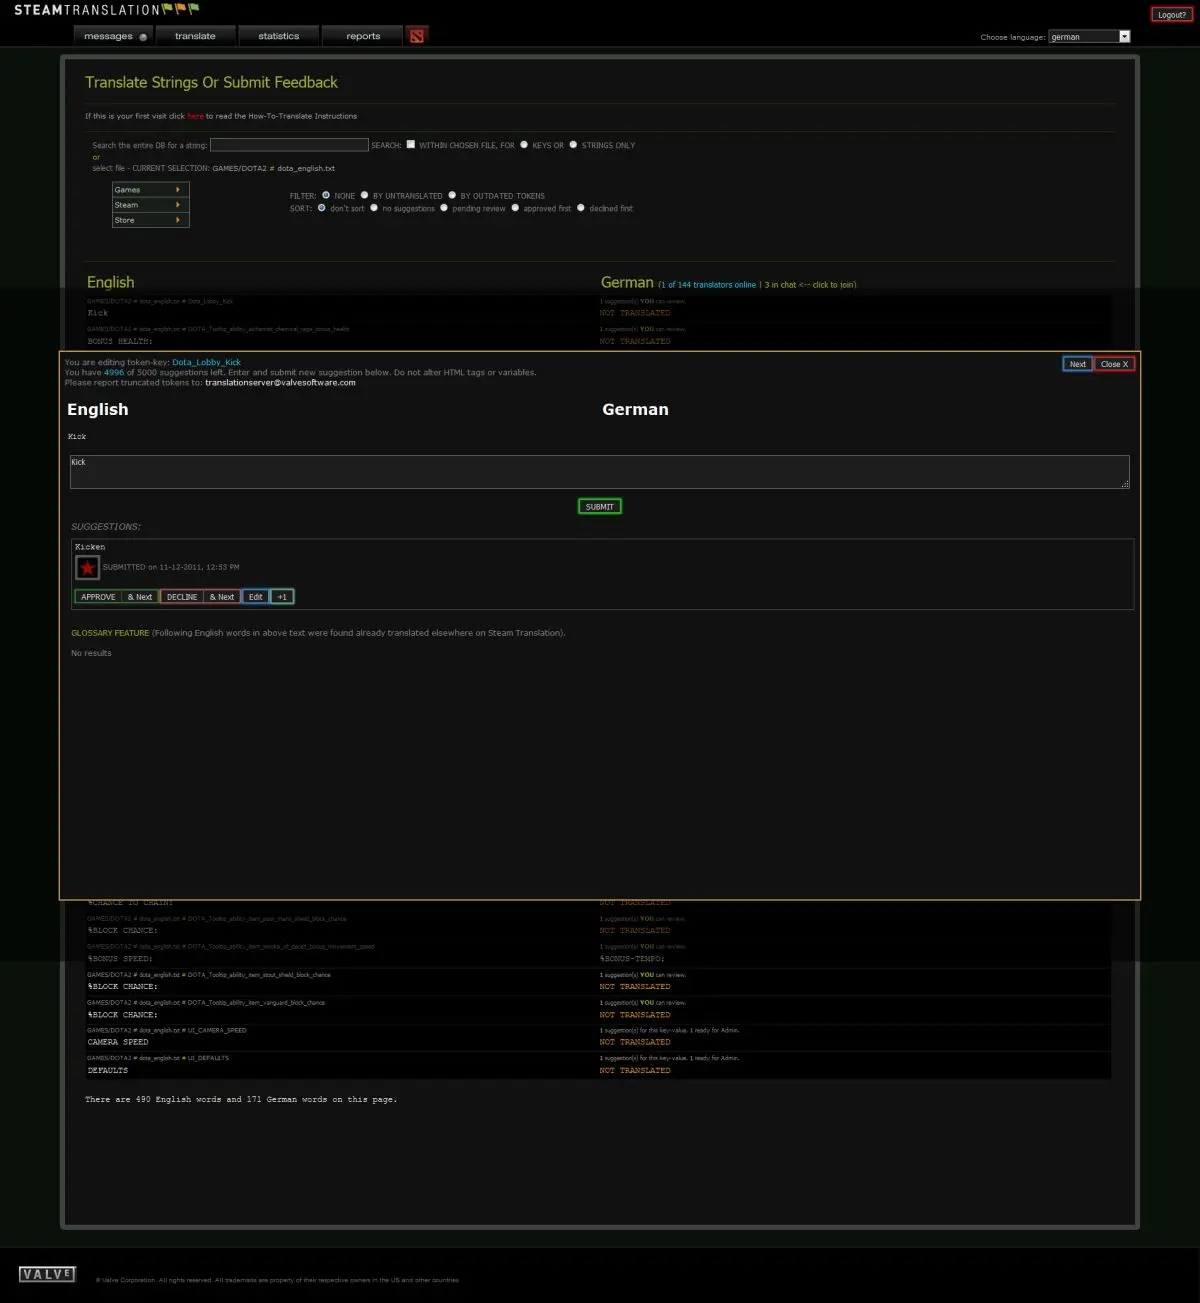 STEAMTRANSLATION
Logout?
messages translate statistics reports
Choose language: german
Translate Strings Or Submit Feedback
If this is your first visit click here to read the How-To-Translate Instructions
Search the entire DB for a string: SEARCH: WITHIN CHOSEN FILE, FOR KEYS OR STRINGS ONLY
or
select file - CURRENT SELECTION: GAMES/DOTA2 # dota_english.txt
Games
Steam
Store
FILTER: NONE BY UNTRANSLATED BY OUTDATED TOKENS
SORT: don't sort no suggestions pending review approved first declined first
English German (1 of 144 translators online | 3 in chat <-- click to join)
GAMES/DOTA2 # dota_english.txt # Dota_Lobby_Kick 1 suggestion(s) YOU can review.
Kick NOT TRANSLATED
GAMES/DOTA2 # dota_english.txt # DOTA_Tooltip_ability_alchemist_chemical_rage_bonus_health 1 suggestion(s) YOU can review.
BONUS HEALTH: NOT TRANSLATED
You are editing token-key: Dota_Lobby_Kick Next Close X
You have 4996 of 5000 suggestions left. Enter and submit new suggestion below. Do not alter HTML tags or variables.
Please report truncated tokens to: translationserver@valvesoftware.com
English German
Kick
Kick
SUBMIT
SUGGESTIONS:
Kicken
SUBMITTED on 11-12-2011, 12:53 PM
APPROVE & Next DECLINE & Next Edit +1
GLOSSARY FEATURE (Following English words in above text were found already translated elsewhere on Steam Translation).
No results
%CHANCE TO CHAIN: NOT TRANSLATED
GAMES/DOTA2 # dota_english.txt # DOTA_Tooltip_ability_item_poor_mans_shield_block_chance 1 suggestion(s) YOU can review.
%BLOCK CHANCE: NOT TRANSLATED
GAMES/DOTA2 # dota_english.txt # DOTA_Tooltip_ability_item_smoke_of_deceit_bonus_movement_speed 1 suggestion(s) YOU can review.
%BONUS SPEED: %BONUS-TEMPO:
GAMES/DOTA2 # dota_english.txt # DOTA_Tooltip_ability_item_stout_shield_block_chance 1 suggestion(s) YOU can review.
%BLOCK CHANCE: NOT TRANSLATED
GAMES/DOTA2 # dota_english.txt # DOTA_Tooltip_ability_item_vanguard_block_chance 1 suggestion(s) YOU can review.
%BLOCK CHANCE: NOT TRANSLATED
GAMES/DOTA2 # dota_english.txt # UI_CAMERA_SPEED 1 suggestion(s) for this key-value. 1 ready for Admin.
CAMERA SPEED NOT TRANSLATED
GAMES/DOTA2 # dota_english.txt # UI_DEFAULTS 1 suggestion(s) for this key-value. 1 ready for Admin.
DEFAULTS NOT TRANSLATED
There are 490 English words and 171 German words on this page.
VALVE
© Valve Corporation. All rights reserved. All trademarks are property of their respective owners in the US and other countries